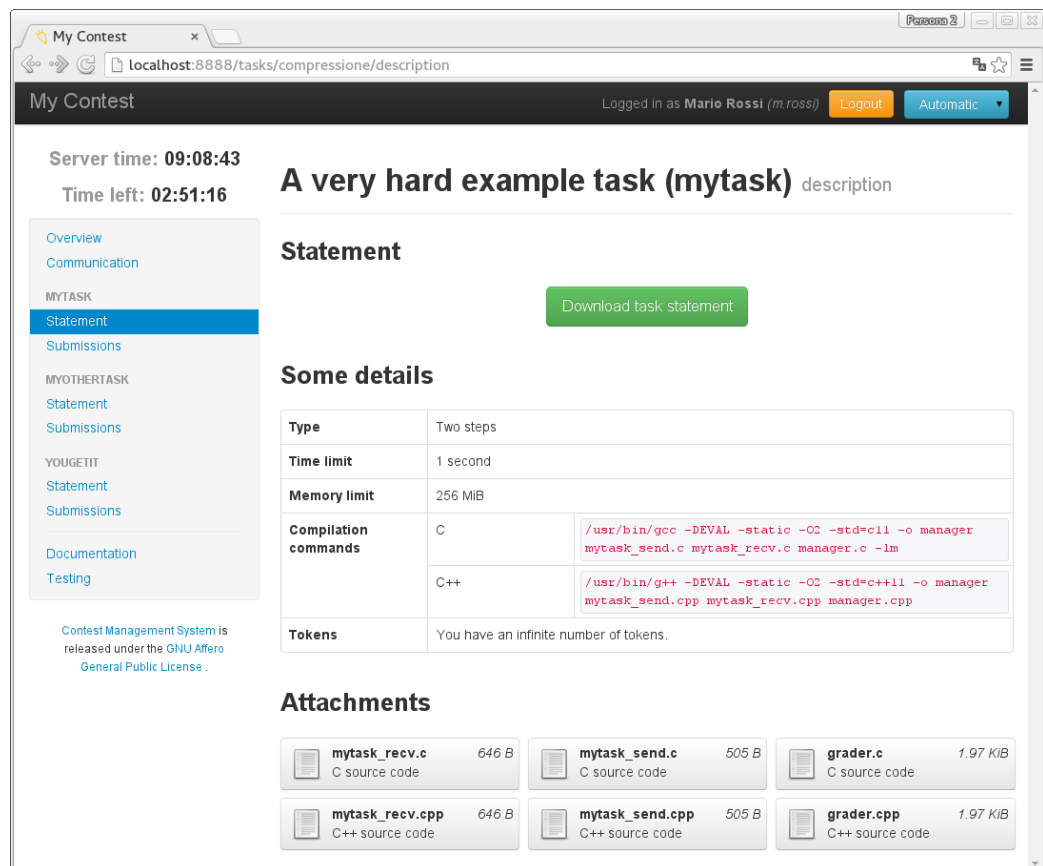 Persona 2
My Contest
localhost:8888/tasks/compressione/description
My Contest
Logged in as Mario Rossi (m.rossi) Logout Automatic
Server time: 09:08:43
Time left: 02:51:16
Overview
Communication
MYTASK
Statement
Submissions
MYOTHERTASK
Statement
Submissions
YOUGETIT
Statement
Submissions
Documentation
Testing
Contest Management System is
released under the GNU Affero
General Public License .
A very hard example task (mytask) description
Statement
Download task statement
Some details
Type Two steps
Time limit 1 second
Memory limit 256 MiB
Compilation
commands
C
/usr/bin/gcc -DEVAL -static -O2 -std=c11 -o manager
mytask_send.c mytask_recv.c manager.c -lm
C++
/usr/bin/g++ -DEVAL -static -O2 -std=c++11 -o manager
mytask_send.cpp mytask_recv.cpp manager.cpp
Tokens You have an infinite number of tokens.
Attachments
mytask_recv.c 646 B
C source code
mytask_send.c 505 B
C source code
grader.c 1.97 KiB
C source code
mytask_recv.cpp 646 B
C++ source code
mytask_send.cpp 505 B
C++ source code
grader.cpp 1.97 KiB
C++ source code